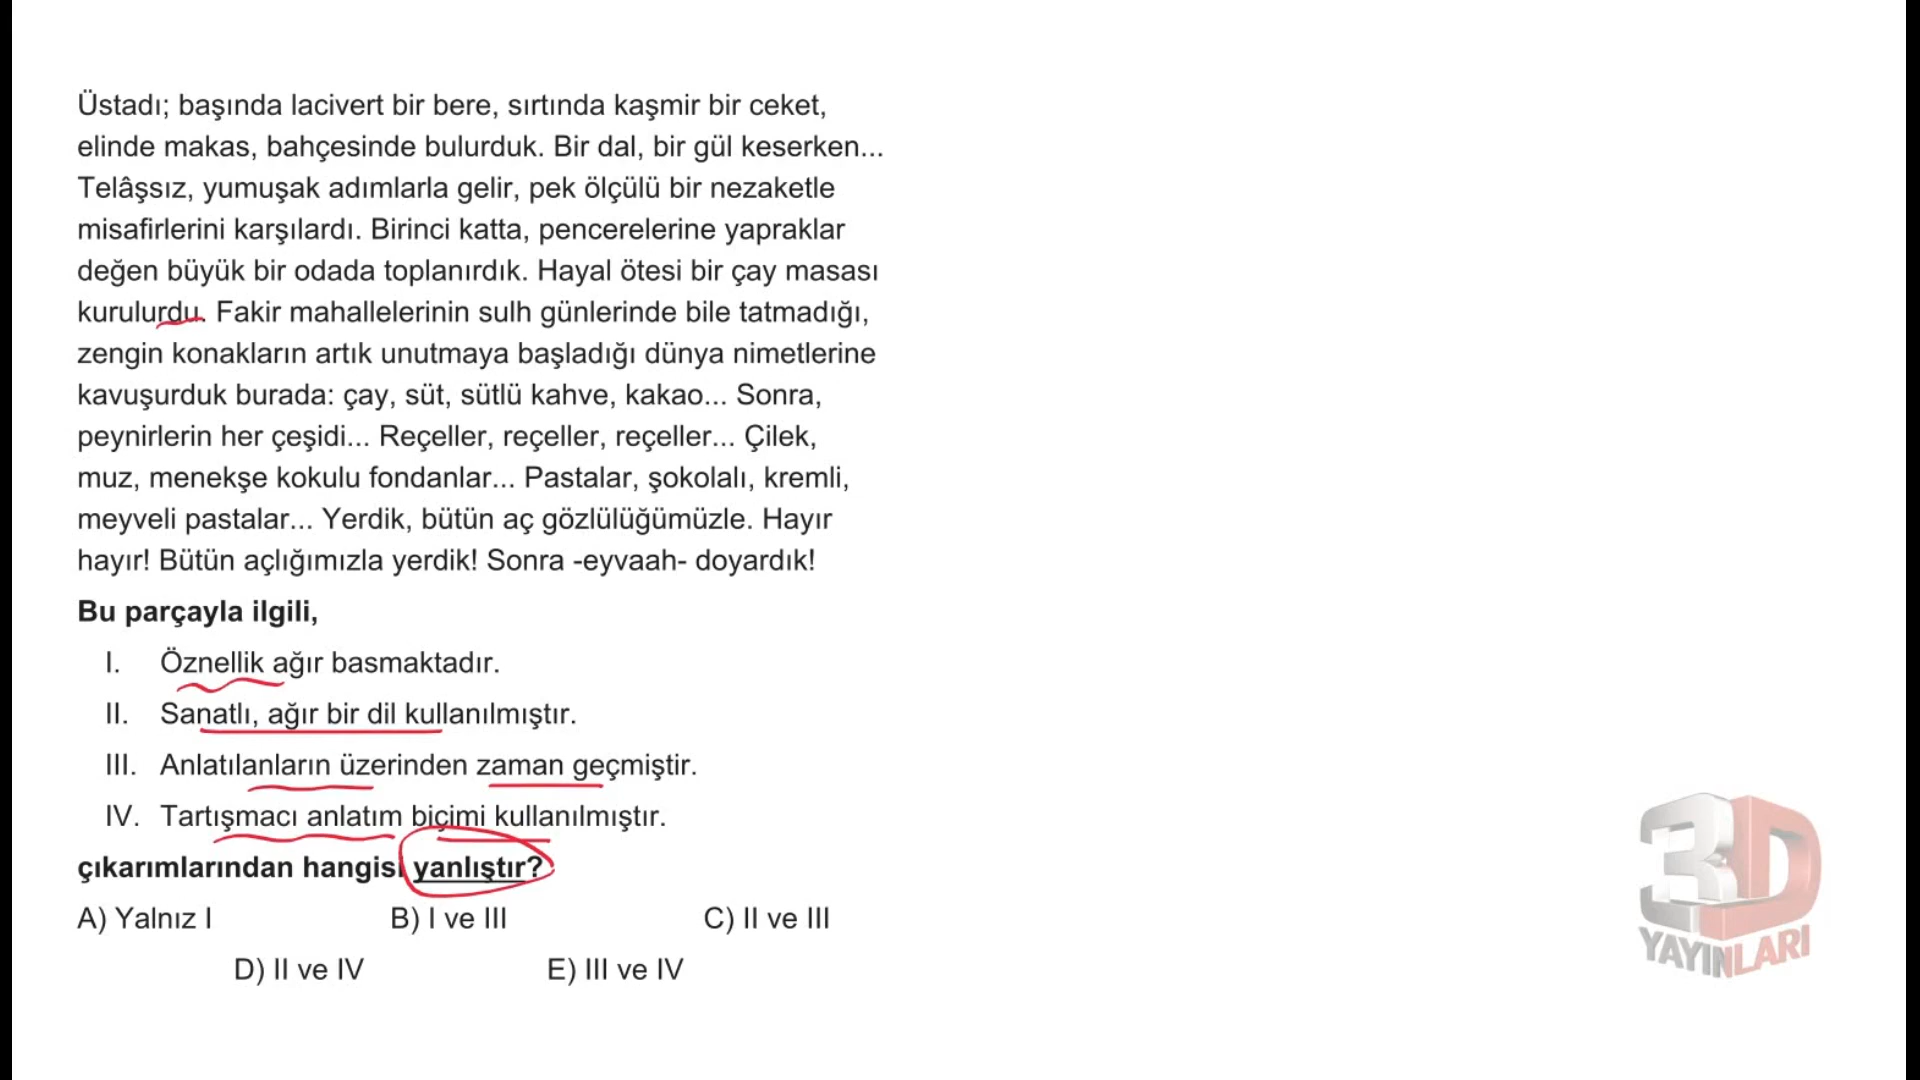 Üstadı; başında lacivert bir bere, sırtında kaşmir bir ceket,
elinde makas, bahçesinde bulurduk. Bir dal, bir gül keserken...
Telâşsız, yumuşak adımlarla gelir, pek ölçülü bir nezaketle
misafirlerini karşılardı. Birinci katta, pencerelerine yapraklar
değen büyük bir odada toplanırdık. Hayal ötesi bir çay masası
kurulurdu. Fakir mahallelerinin sulh günlerinde bile tatmadığı,
zengin konakların artık unutmaya başladığı dünya nimetlerine
kavuşurduk burada: çay, süt, sütlü kahve, kakao... Sonra,
peynirlerin her çeşidi... Reçeller, reçeller, reçeller... Çilek,
muz, menekşe kokulu fondanlar... Pastalar, şokolalı, kremli,
meyveli pastalar... Yerdik, bütün aç gözlülüğümüzle. Hayır
hayır! Bütün açlığımızla yerdik! Sonra -eyvaah- doyardık!
Bu parçayla ilgili,
I. Öznellik ağır basmaktadır.
II. Sanatlı, ağır bir dil kullanılmıştır.
III. Anlatılanların üzerinden zaman geçmiştir.
IV. Tartışmacı anlatım biçimi kullanılmıştır.
çıkarımlarından hangisi yanlıştır?
A) Yalnız I B) I ve III C) II ve III
D) II ve IV E) III ve IV
3D
YAYINLARI